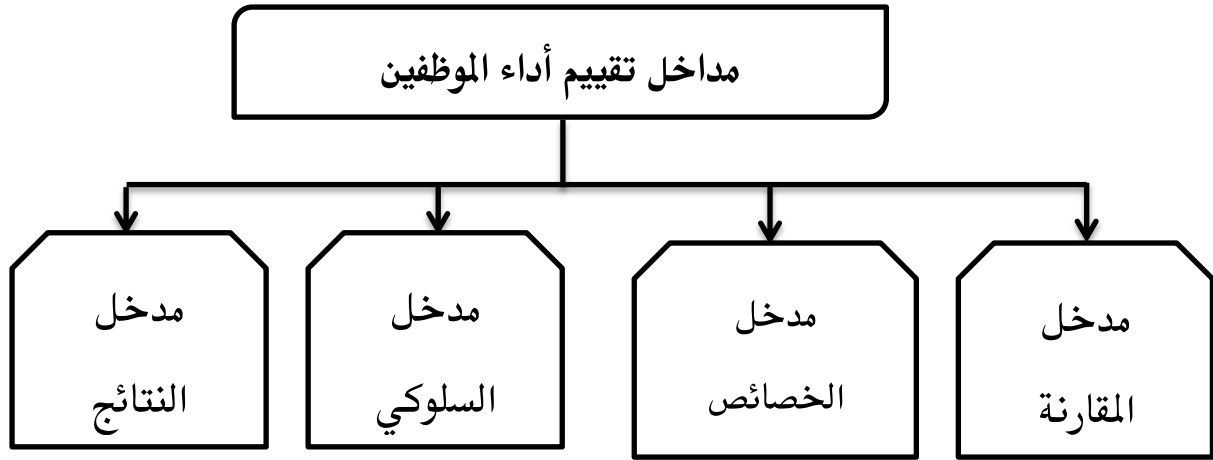 مداخل تقييم أداء الموظفين
مدخل
المقارنة
مدخل
الخصائص
مدخل
السلوكي
مدخل
النتائج